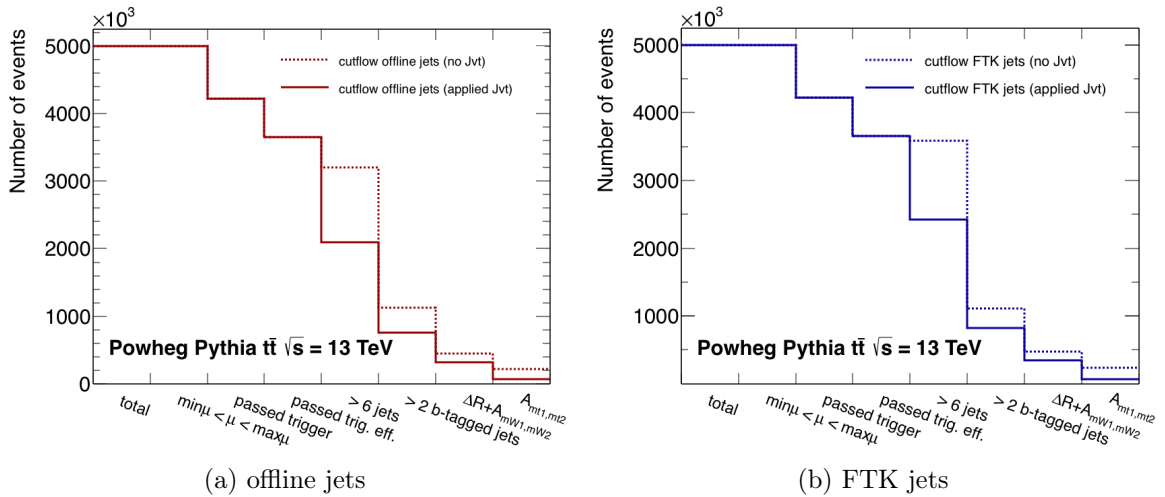 ×10³
Number of events
5000
4000
3000
2000
1000
0
cutflow offline jets (no Jvt)
cutflow offline jets (applied Jvt)
Powheg Pythia tt̄ √s = 13 TeV
total
minμ < μ < maxμ
passed trigger
passed trig. eff.
> 6 jets
> 2 b-tagged jets
ΔR+A_mW1,mW2
A_mt1,mt2
(a) offline jets
×10³
Number of events
5000
4000
3000
2000
1000
0
cutflow FTK jets (no Jvt)
cutflow FTK jets (applied Jvt)
Powheg Pythia tt̄ √s = 13 TeV
total
minμ < μ < maxμ
passed trigger
passed trig. eff.
> 6 jets
> 2 b-tagged jets
ΔR+A_mW1,mW2
A_mt1,mt2
(b) FTK jets